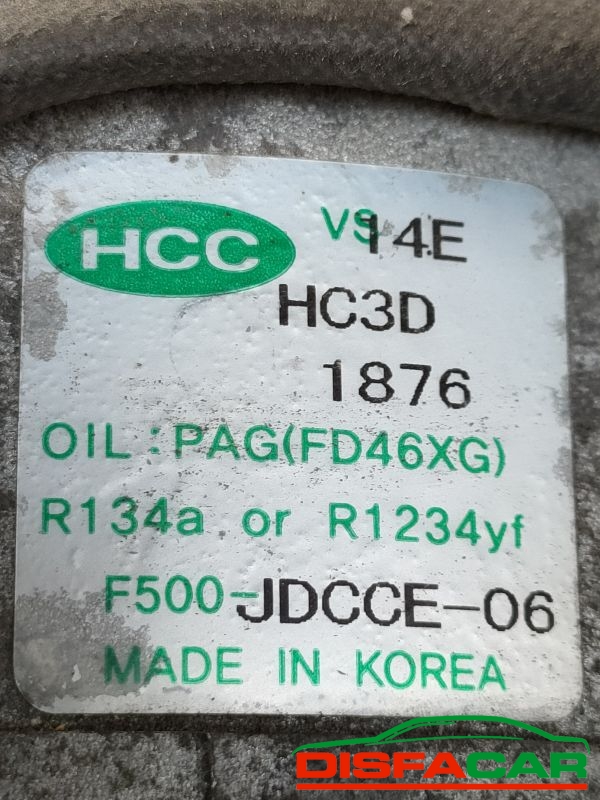 HCC VS14E
HC3D
1876
OIL : PAG(FD46XG)
R134a or R1234yf
F500-JDCCE-06
MADE IN KOREA
DISFACAR